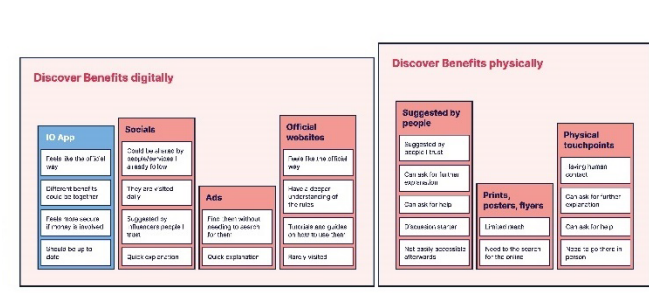 Discover Benefits digitally
IO App
Feels like the official
way
Different benefits
could be together
Feels more secure
if money is involved
Should be up to
date
Socials
Could be shared by
people/services I
already follow
They are visited
daily
Suggested by
influencers people I
trust
Quick explanation
Ads
Find them without
needing to search
for them
Quick explanation
Official
websites
Feels like the official
way
Have a deeper
understanding of
the rules
Tutorials and guides
on how to use them
Rarely visited
Discover Benefits physically
Suggested by
people
Suggested by
people I trust
Can ask for further
explanation
Can ask for help
Discussion starter
Not easily accessible
afterwards
Prints,
posters, flyers
Limited reach
Need to the search
for the online
Physical
touchpoints
Having human
contact
Can ask for further
explanation
Can ask for help
Need to go there in
person